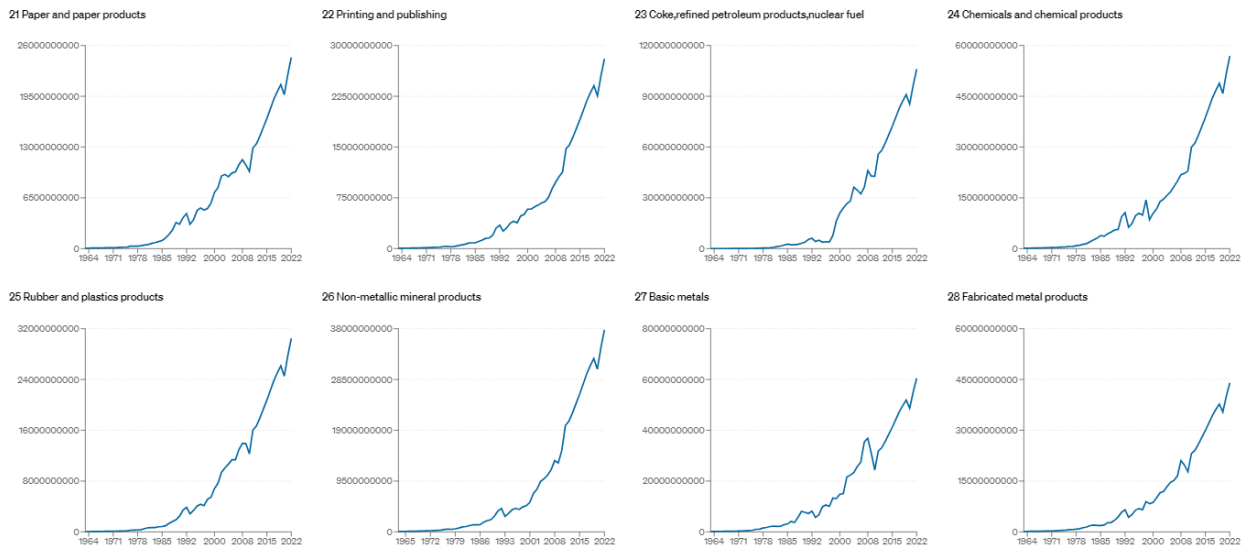 21 Paper and paper products
26000000000
19500000000
13000000000
6500000000
0
1964 1971 1978 1985 1992 2000 2008 2015 2022
22 Printing and publishing
30000000000
22500000000
15000000000
7500000000
0
1964 1971 1978 1985 1992 2000 2008 2015 2022
23 Coke,refined petroleum products,nuclear fuel
120000000000
90000000000
60000000000
30000000000
0
1964 1971 1978 1985 1992 2000 2008 2015 2022
24 Chemicals and chemical products
60000000000
45000000000
30000000000
15000000000
0
1964 1971 1978 1985 1992 2000 2008 2015 2022
25 Rubber and plastics products
32000000000
24000000000
16000000000
8000000000
0
1964 1971 1978 1985 1992 2000 2008 2015 2022
26 Non-metallic mineral products
38000000000
28500000000
19000000000
9500000000
0
1965 1972 1979 1986 1993 2001 2008 2015 2022
27 Basic metals
80000000000
60000000000
40000000000
20000000000
0
1964 1971 1978 1985 1992 2000 2008 2015 2022
28 Fabricated metal products
60000000000
45000000000
30000000000
15000000000
0
1964 1971 1978 1985 1992 2000 2008 2015 2022